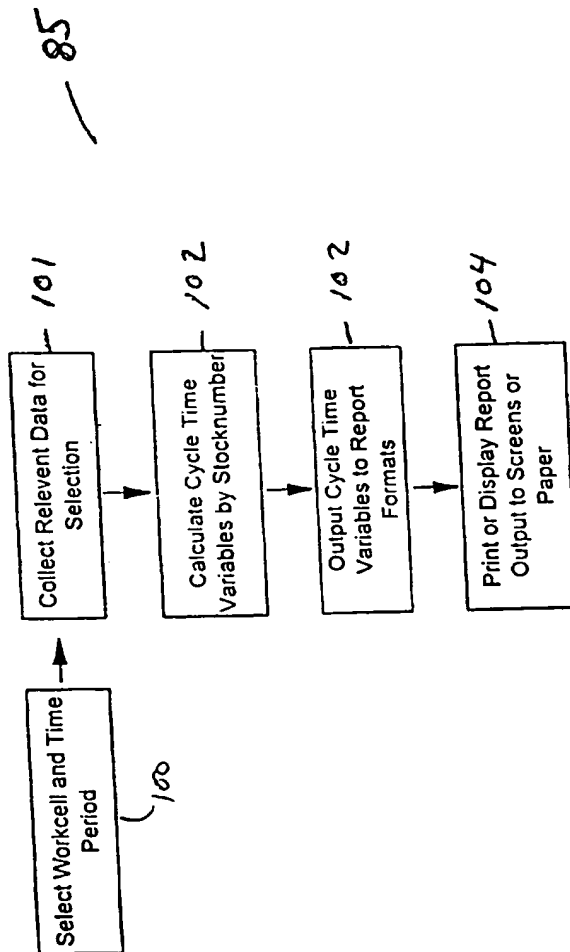 85
Select Workcell and Time
Period
100
Collect Relevent Data for
Selection
101
Calculate Cycle Time
Variables by Stocknumber
102
Output Cycle Time
Variables to Report
Formats
102
Print or Display Report
Output to Screens or
Paper
104